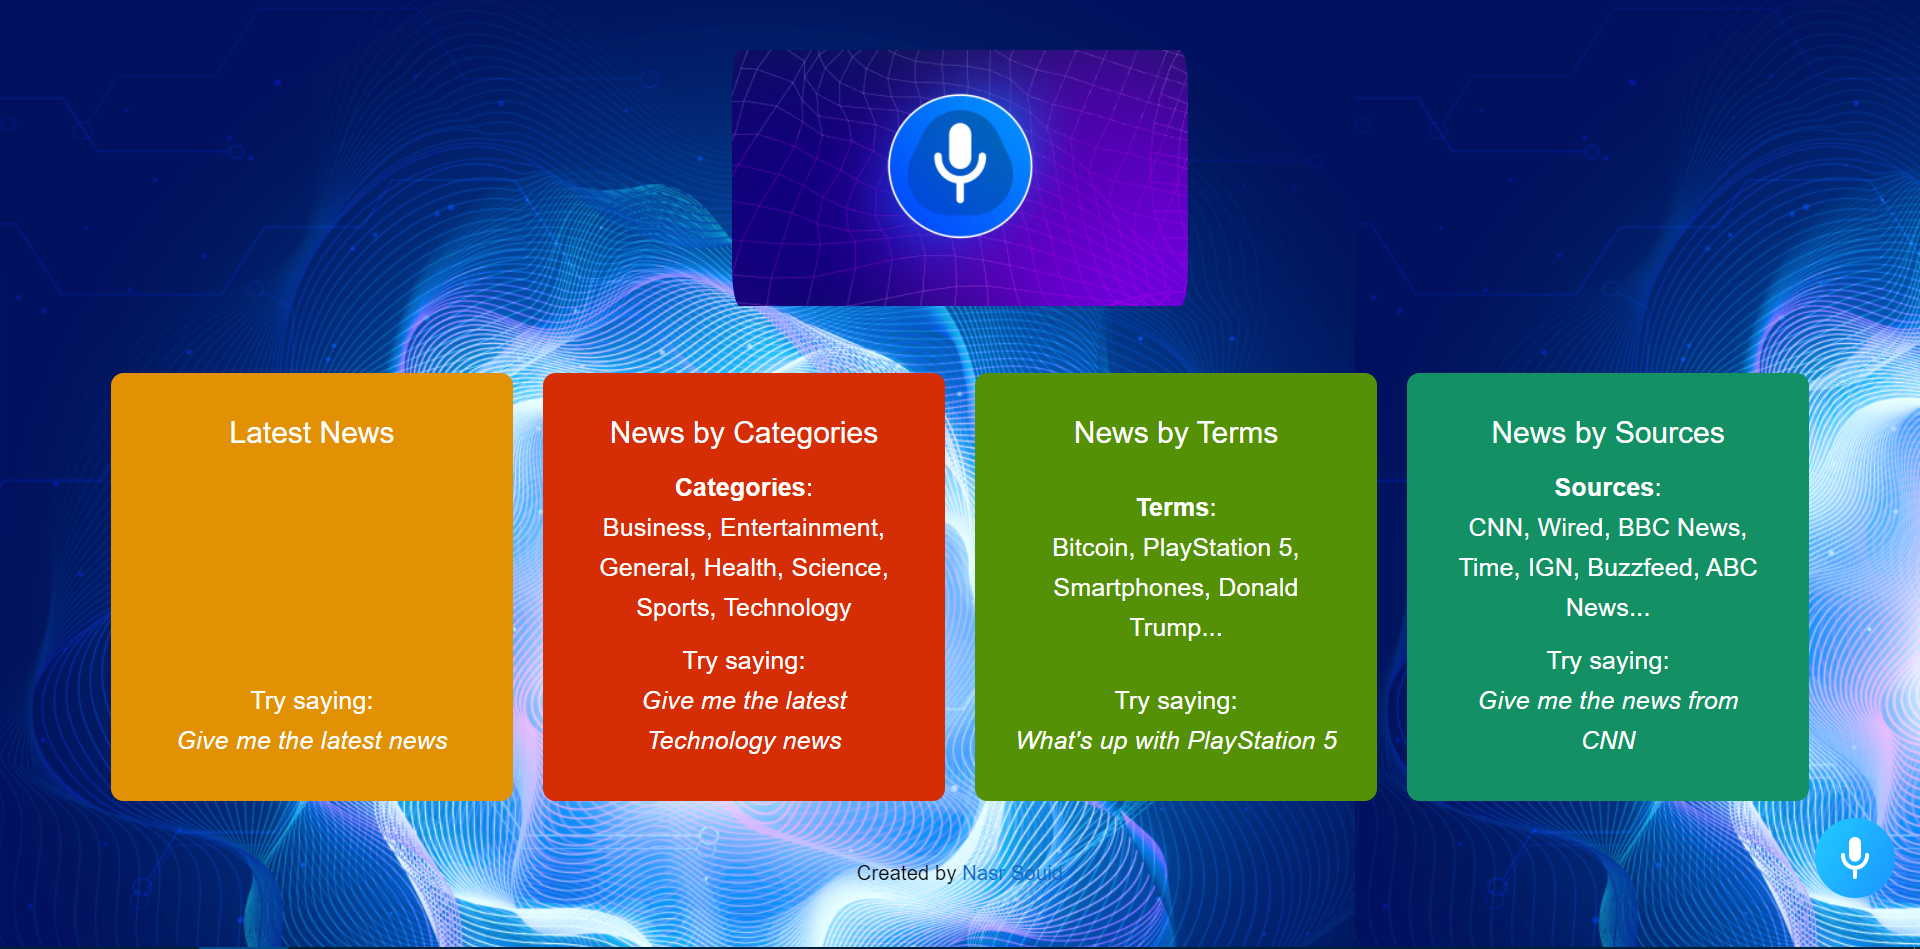 Latest News
Try saying:
Give me the latest news
News by Categories
Categories:
Business, Entertainment,
General, Health, Science,
Sports, Technology
Try saying:
Give me the latest
Technology news
News by Terms
Terms:
Bitcoin, PlayStation 5,
Smartphones, Donald
Trump...
Try saying:
What's up with PlayStation 5
News by Sources
Sources:
CNN, Wired, BBC News,
Time, IGN, Buzzfeed, ABC
News...
Try saying:
Give me the news from
CNN
Created by Nasr Souid